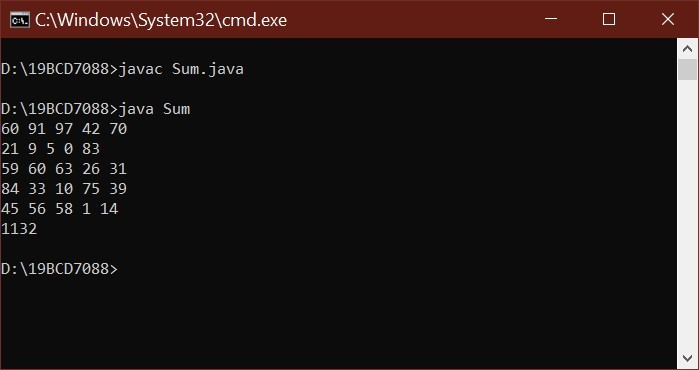 C:\Windows\System32\cmd.exe
D:\19BCD7088>javac Sum.java
D:\19BCD7088>java Sum
60 91 97 42 70
21 9 5 0 83
59 60 63 26 31
84 33 10 75 39
45 56 58 1 14
1132
D:\19BCD7088>